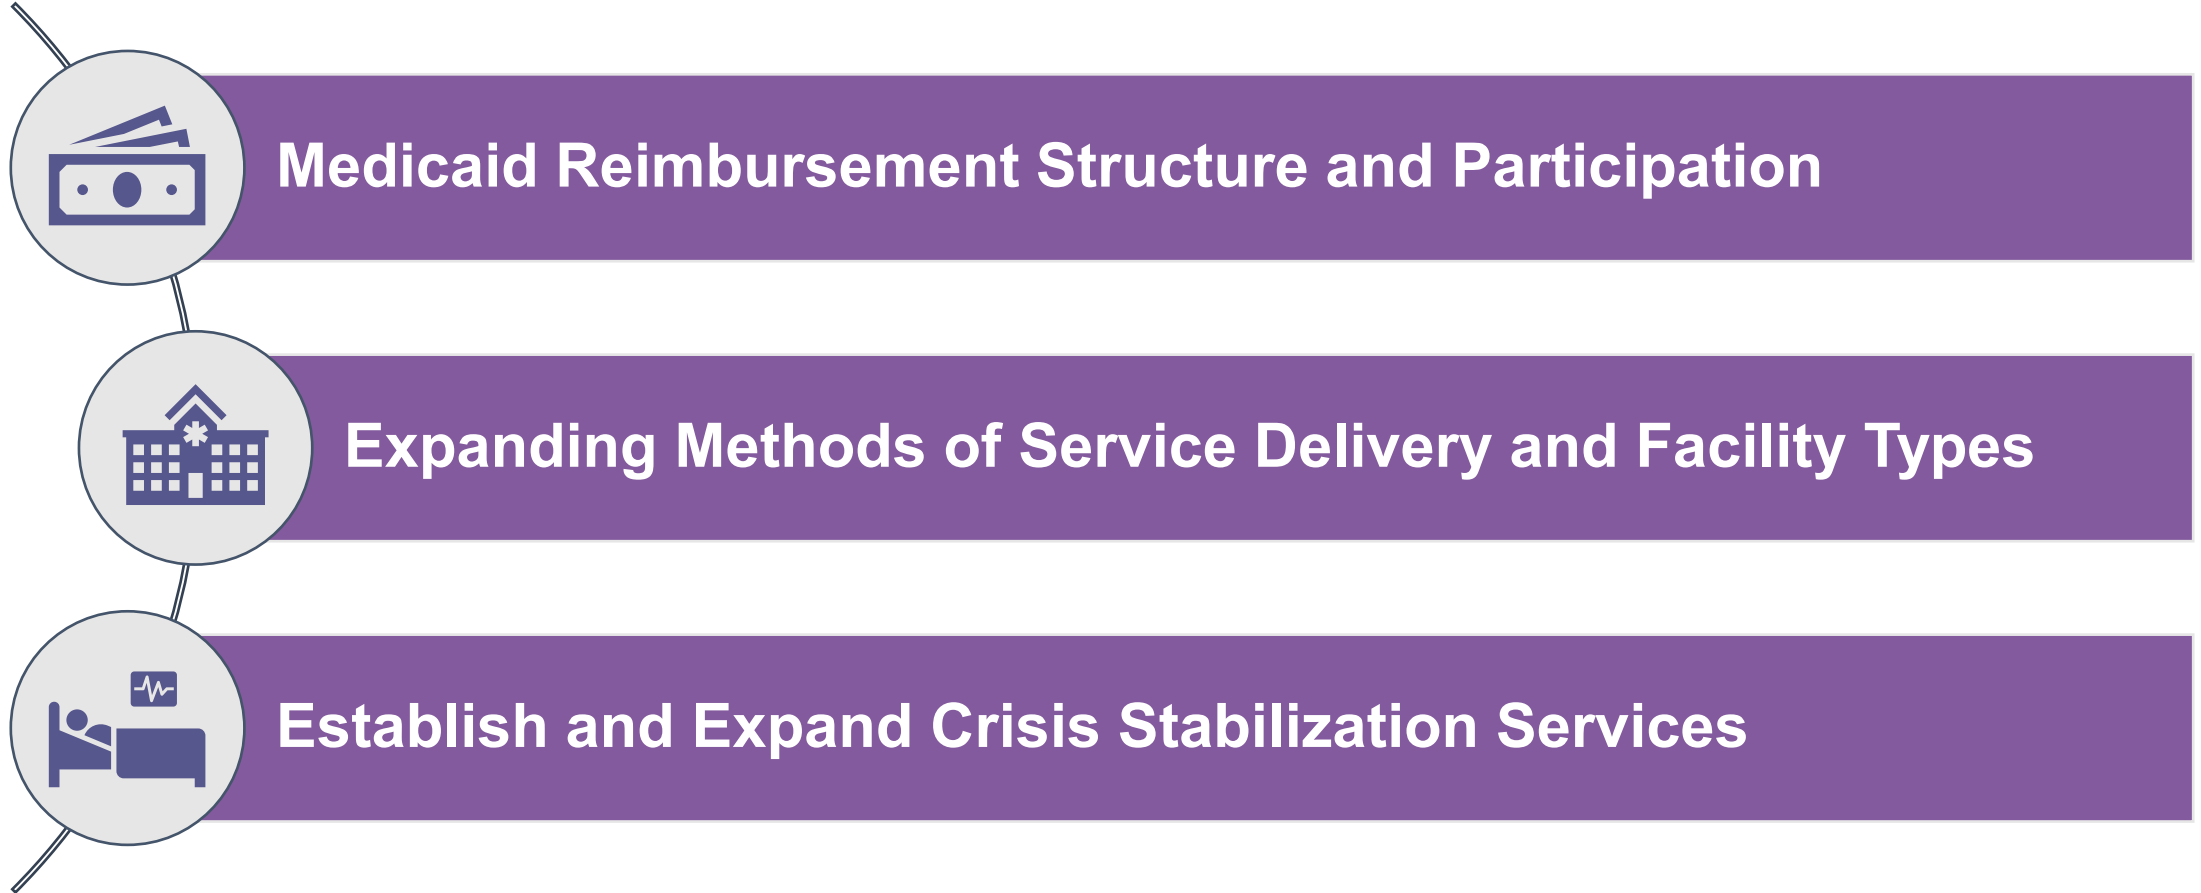 Medicaid Reimbursement Structure and Participation
Expanding Methods of Service Delivery and Facility Types
Establish and Expand Crisis Stabilization Services